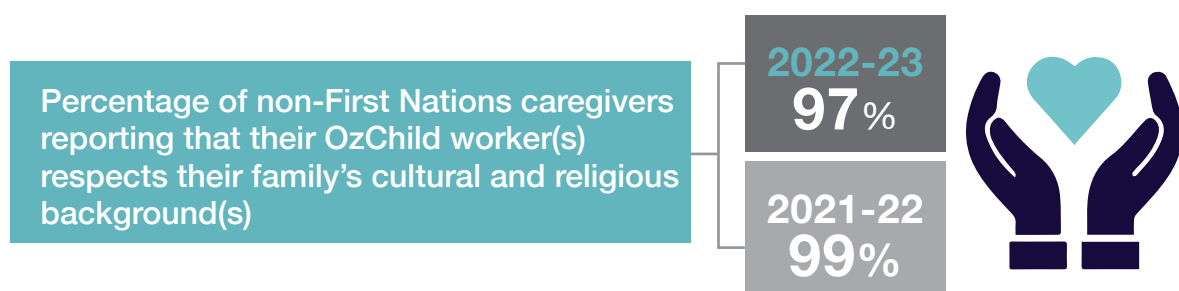 Percentage of non-First Nations caregivers
reporting that their OzChild worker(s)
respects their family’s cultural and religious
background(s)
2022-23
97%
2021-22
99%